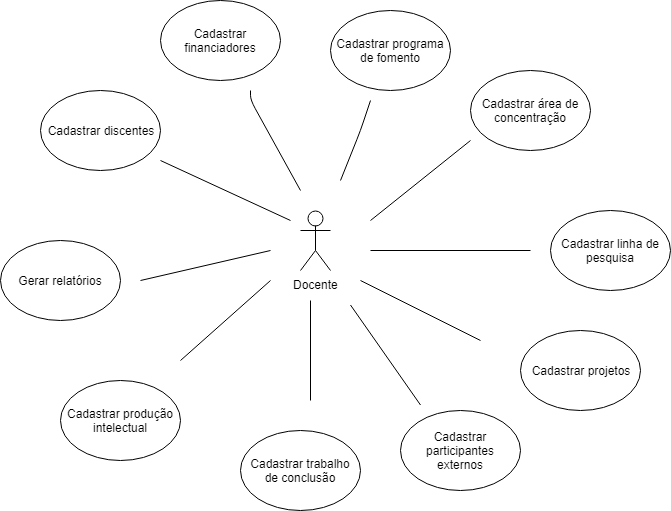 Cadastrar
financiadores
Cadastrar programa
de fomento
Cadastrar área de
concentração
Cadastrar discentes
Cadastrar linha de
pesquisa
Gerar relatórios
Docente
Cadastrar projetos
Cadastrar produção
intelectual
Cadastrar
participantes
externos
Cadastrar trabalho
de conclusão